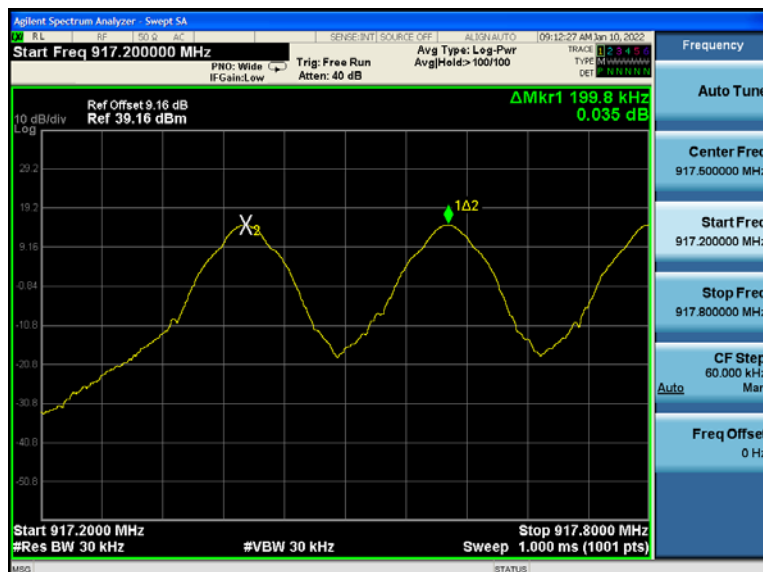 Agilent Spectrum Analyzer - Swept SA
LXI RL RF 50 Ω AC SENSE:INT SOURCE OFF ALIGNAUTO 09:12:27 AM Jan 10, 2022
Start Freq 917.200000 MHz
PNO: Wide
IFGain:Low
Trig: Free Run
Atten: 40 dB
Avg Type: Log-Pwr
Avg|Hold:>100/100
TRACE 1 2 3 4 5 6
TYPE M
DET P N N N N N
Frequency
Auto Tune
Center Freq
917.500000 MHz
Start Freq
917.200000 MHz
Stop Freq
917.800000 MHz
CF Step
60.000 kHz
Auto Man
Freq Offset
0 Hz
Ref Offset 9.16 dB
10 dB/div Ref 39.16 dBm
Log
ΔMkr1 199.8 kHz
0.035 dB
29.2
19.2
9.16
-0.84
-10.8
-20.8
-30.8
-40.8
-50.8
X2
1Δ2
Start 917.2000 MHz Stop 917.8000 MHz
#Res BW 30 kHz #VBW 30 kHz Sweep 1.000 ms (1001 pts)
MSG STATUS